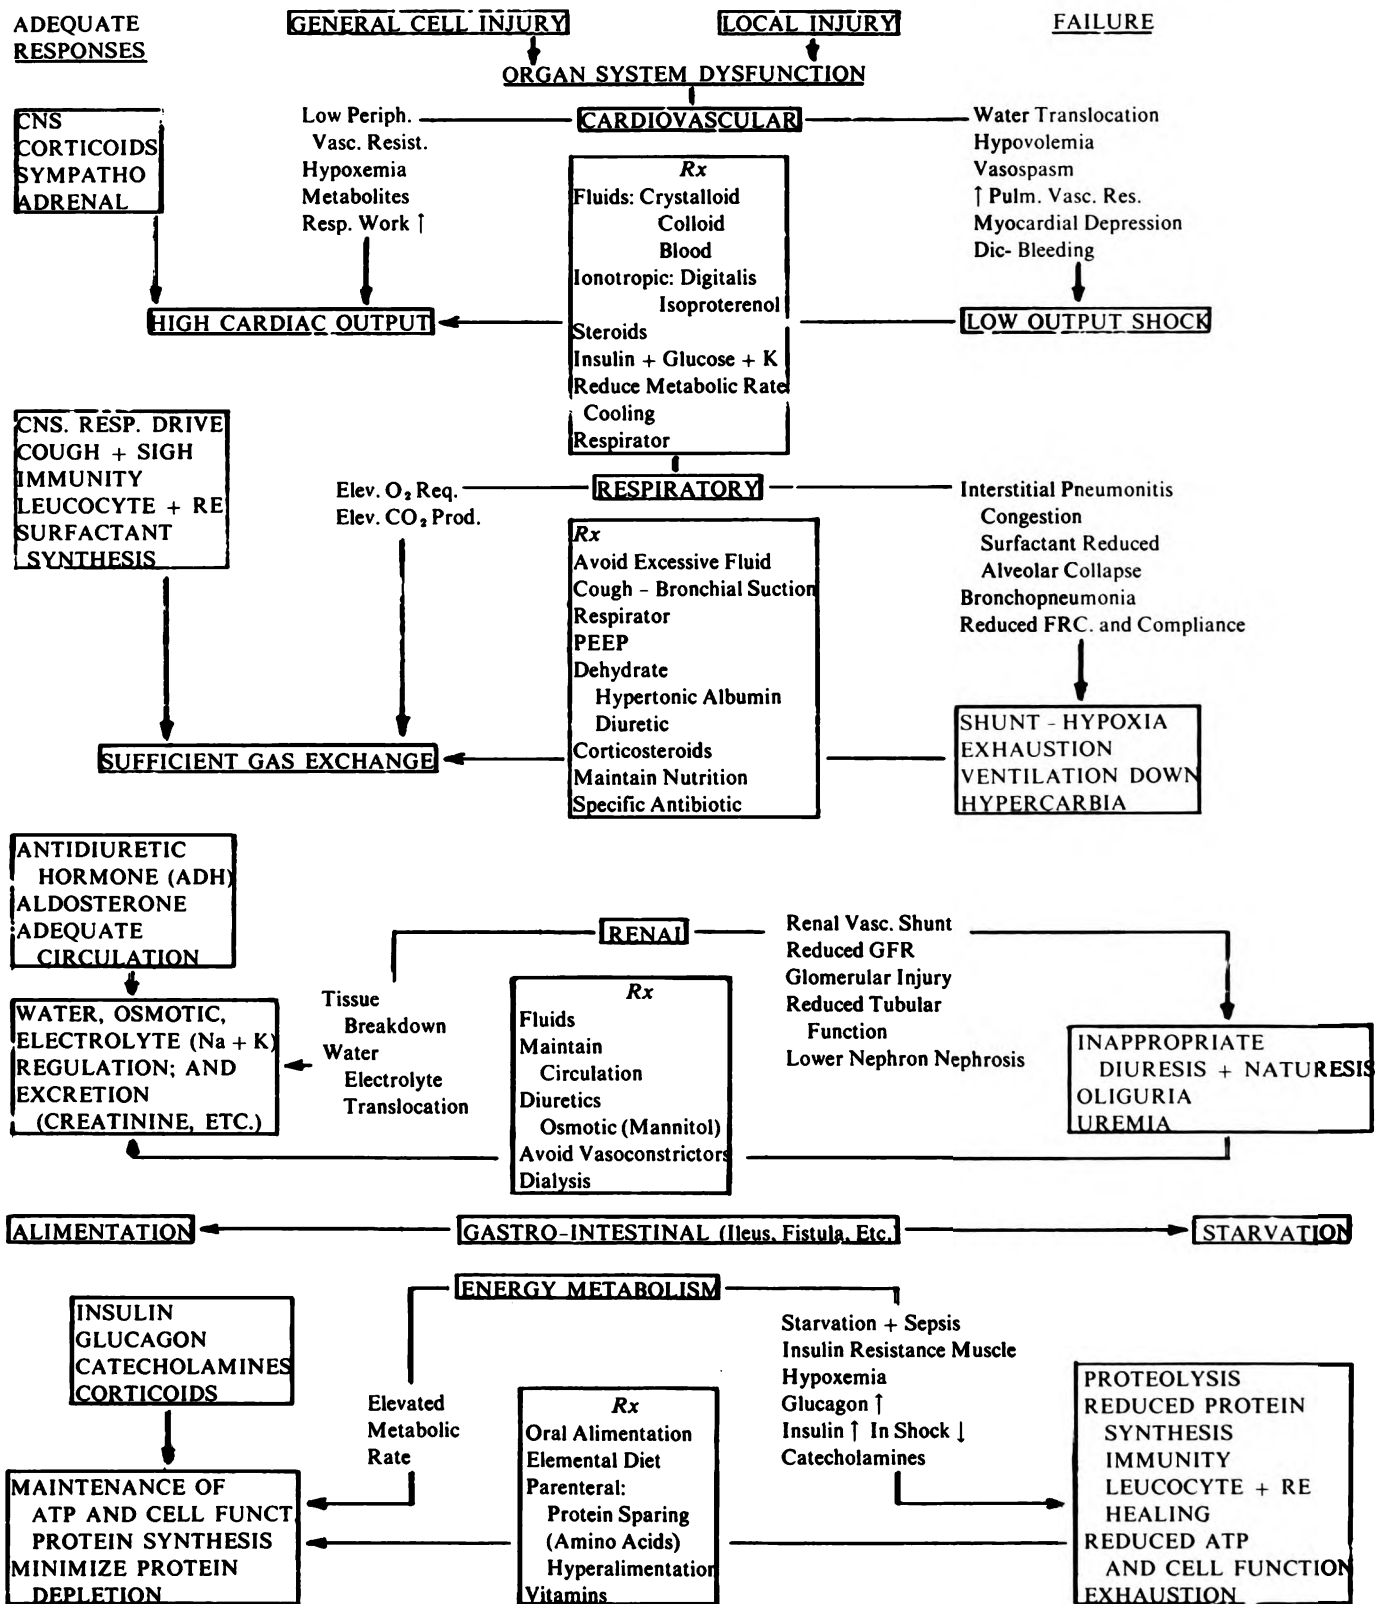 ADEQUATE
RESPONSES
GENERAL CELL INJURY
LOCAL INJURY
FAILURE
ORGAN SYSTEM DYSFUNCTION
CNS
CORTICOIDS
SYMPATHO
ADRENAL
Low Periph.
Vasc. Resist.
Hypoxemia
Metabolites
Resp. Work ↑
CARDIOVASCULAR
Water Translocation
Hypovolemia
Vasospasm
↑ Pulm. Vasc. Res.
Myocardial Depression
Dic- Bleeding
Rx
Fluids: Crystalloid
Colloid
Blood
Ionotropic: Digitalis
Isoproterenol
Steroids
Insulin + Glucose + K
Reduce Metabolic Rate
Cooling
Respirator
HIGH CARDIAC OUTPUT
LOW OUTPUT SHOCK
CNS. RESP. DRIVE
COUGH + SIGH
IMMUNITY
LEUCOCYTE + RE
SURFACTANT
SYNTHESIS
Elev. O₂ Req.
Elev. CO₂ Prod.
RESPIRATORY
Interstitial Pneumonitis
Congestion
Surfactant Reduced
Alveolar Collapse
Bronchopneumonia
Reduced FRC. and Compliance
Rx
Avoid Excessive Fluid
Cough – Bronchial Suction
Respirator
PEEP
Dehydrate
Hypertonic Albumin
Diuretic
Corticosteroids
Maintain Nutrition
Specific Antibiotic
SUFFICIENT GAS EXCHANGE
SHUNT – HYPOXIA
EXHAUSTION
VENTILATION DOWN
HYPERCARBIA
ANTIDIURETIC
HORMONE (ADH)
ALDOSTERONE
ADEQUATE
CIRCULATION
RENAL
Renal Vasc. Shunt
Reduced GFR
Glomerular Injury
Reduced Tubular
Function
Lower Nephron Nephrosis
WATER, OSMOTIC,
ELECTROLYTE (Na + K)
REGULATION; AND
EXCRETION
(CREATININE, ETC.)
Tissue
Breakdown
Water
Electrolyte
Translocation
Rx
Fluids
Maintain
Circulation
Diuretics
Osmotic (Mannitol)
Avoid Vasoconstrictors
Dialysis
INAPPROPRIATE
DIURESIS + NATURESIS
OLIGURIA
UREMIA
ALIMENTATION
GASTRO-INTESTINAL (Ileus, Fistula, Etc.)
STARVATION
ENERGY METABOLISM
INSULIN
GLUCAGON
CATECHOLAMINES
CORTICOIDS
Elevated
Metabolic
Rate
Starvation + Sepsis
Insulin Resistance Muscle
Hypoxemia
Glucagon ↑
Insulin ↑ In Shock ↓
Catecholamines
MAINTENANCE OF
ATP AND CELL FUNCT.
PROTEIN SYNTHESIS
MINIMIZE PROTEIN
DEPLETION
Rx
Oral Alimentation
Elemental Diet
Parenteral:
Protein Sparing
(Amino Acids)
Hyperalimentation
Vitamins
PROTEOLYSIS
REDUCED PROTEIN
SYNTHESIS
IMMUNITY
LEUCOCYTE + RE
HEALING
REDUCED ATP
AND CELL FUNCTION
EXHAUSTION